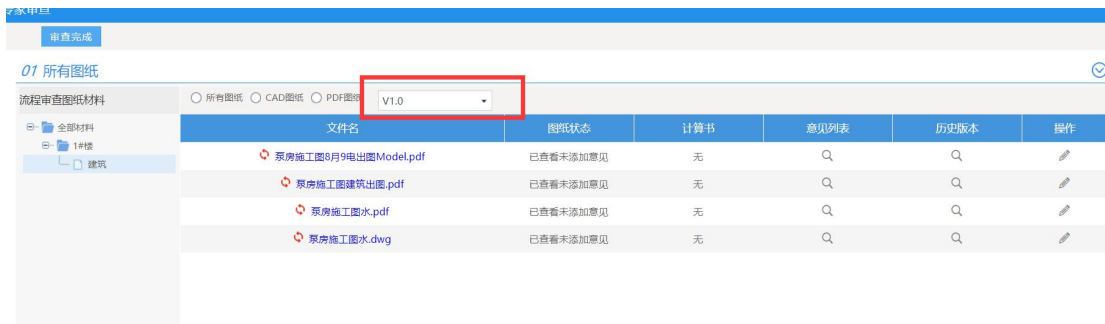 专家审查
审查完成
01 所有图纸
流程审查图纸材料
所有图纸 CAD图纸 PDF图纸 V1.0
全部材料
1#楼
建筑
文件名 图纸状态 计算书 意见列表 历史版本 操作
泵房施工图8月9电出图Model.pdf 已查看未添加意见 无
泵房施工图建筑出图.pdf 已查看未添加意见 无
泵房施工图水.pdf 已查看未添加意见 无
泵房施工图水.dwg 已查看未添加意见 无